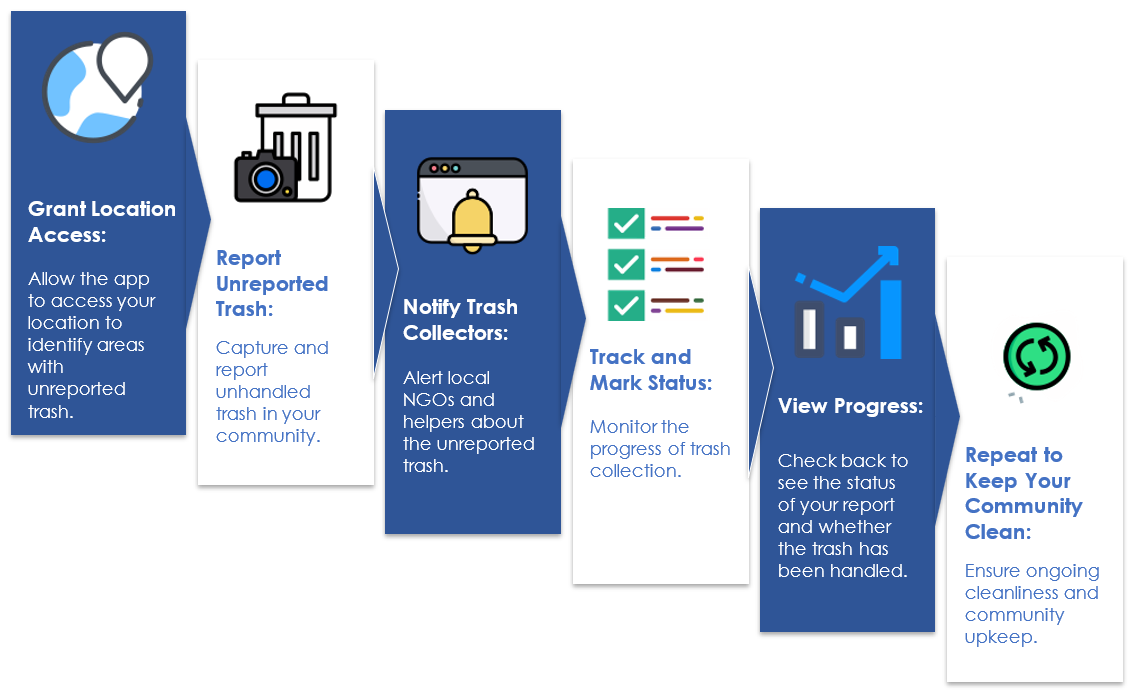 Grant Location
Access:
Allow the app
to access your
location to
identify areas
with
unreported
trash.
Report
Unreported
Trash:
Capture and
report
unhandled
trash in your
community.
Notify Trash
Collectors:
Alert local
NGOs and
helpers about
the unreported
trash.
Track and
Mark Status:
Monitor the
progress of trash
collection.
View Progress:
Check back to
see the status
of your report
and whether
the trash has
been handled.
Repeat to
Keep Your
Community
Clean:
Ensure ongoing
cleanliness and
community
upkeep.